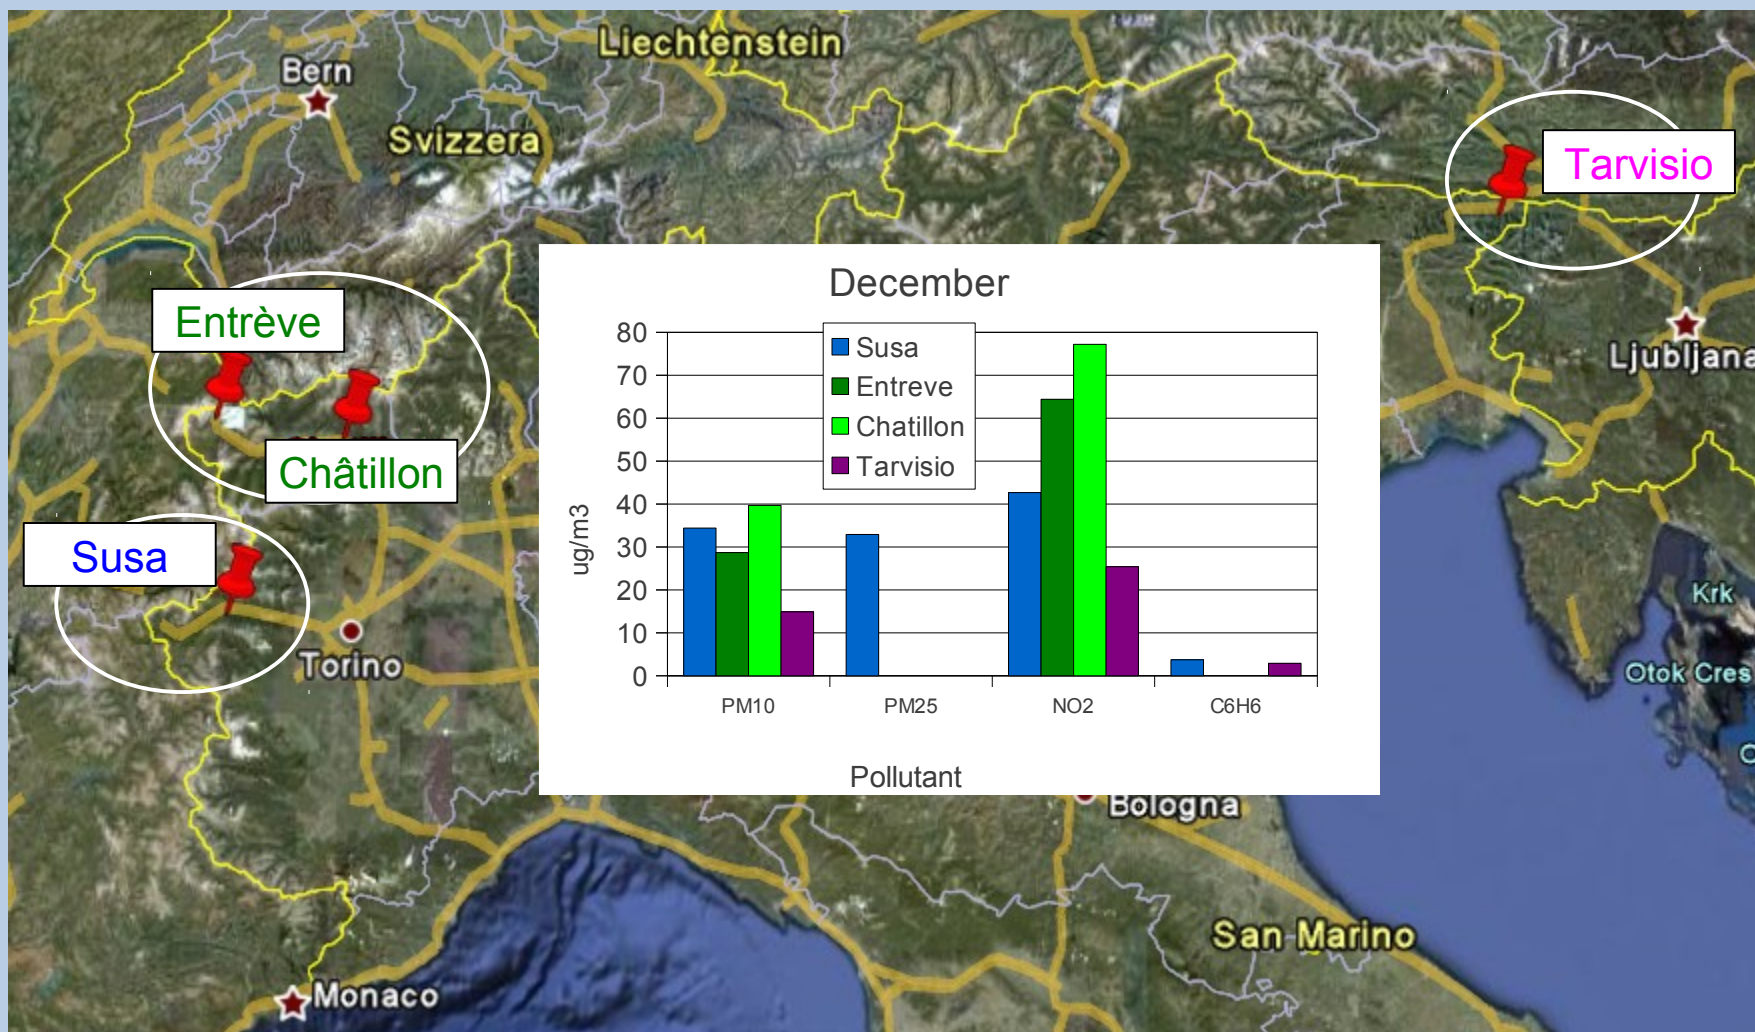 Liechtenstein
Bern
Svizzera
Tarvisio
Entrève
Châtillon
Susa
Torino
Ljubljana
Krk
Otok Cres
Bologna
San Marino
Monaco
December
80
70
60
50
40
30
20
10
0
ug/m3
Susa
Entreve
Chatillon
Tarvisio
PM10 PM25 NO2 C6H6
Pollutant